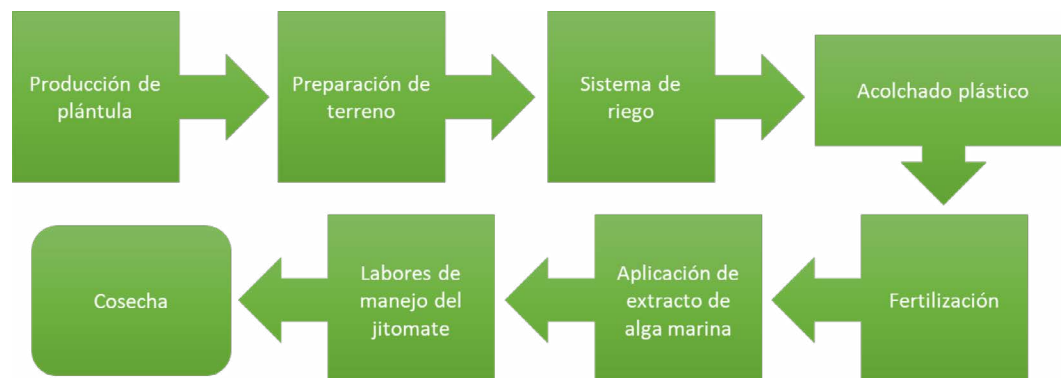 Producción de
plántula
Preparación de
terreno
Sistema de
riego
Acolchado plástico
Fertilización
Aplicación de
extracto de
alga marina
Labores de
manejo del
jitomate
Cosecha